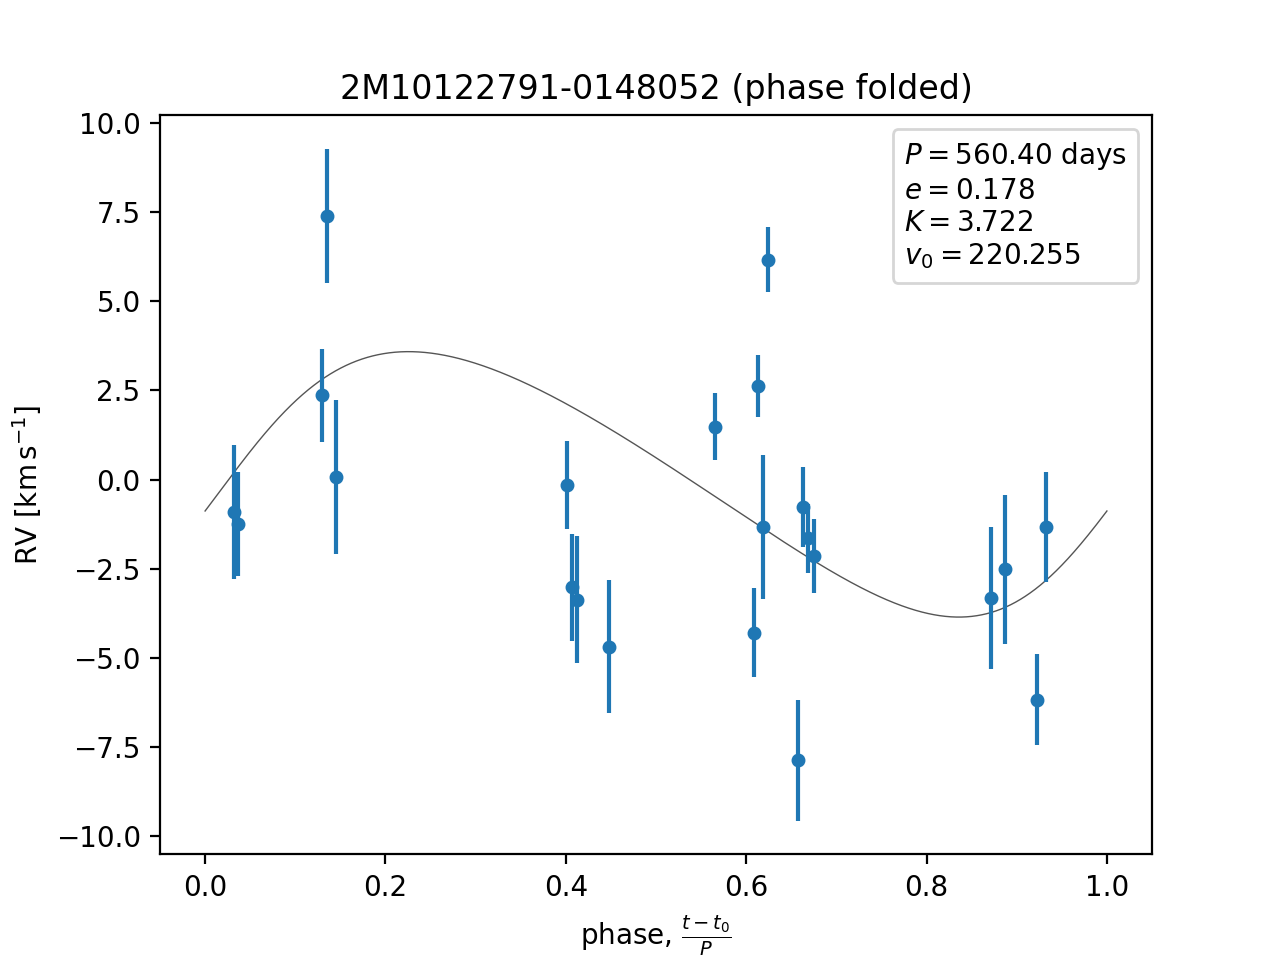 2M10122791-0148052 (phase folded)
P = 560.40 days
e = 0.178
K = 3.722
v₀ = 220.255
RV [km s⁻¹]
10.0
7.5
5.0
2.5
0.0
−2.5
−5.0
−7.5
−10.0
0.0 0.2 0.4 0.6 0.8 1.0
phase, (t − t₀)/P